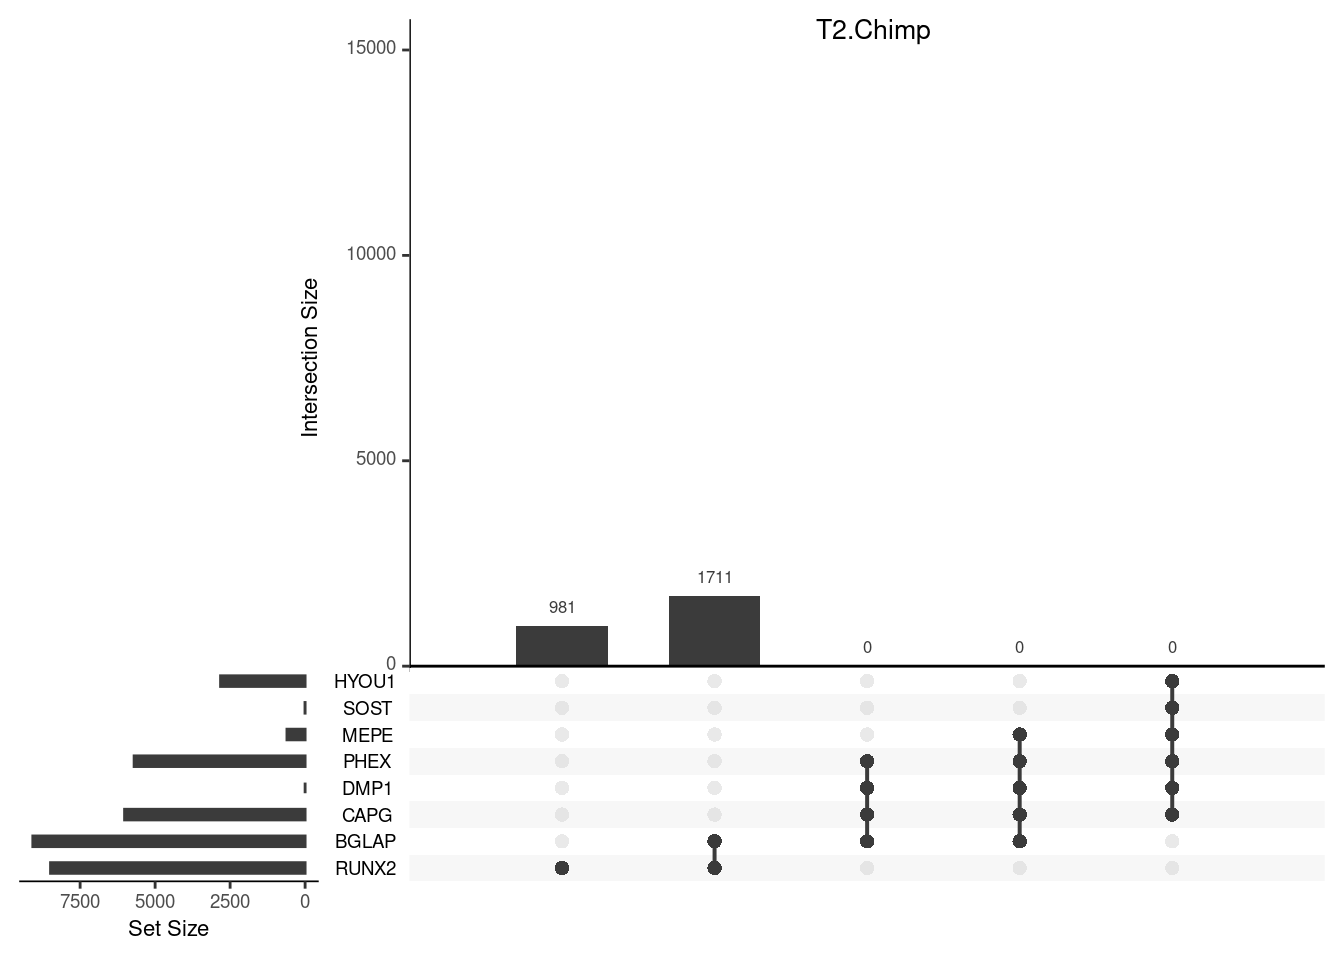 T2.Chimp
15000
10000
5000
0
Intersection Size
981
1711
0
0
0
HYOU1
SOST
MEPE
PHEX
DMP1
CAPG
BGLAP
RUNX2
7500 5000 2500 0
Set Size